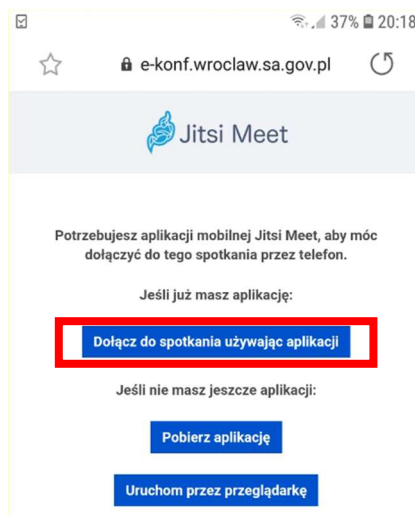 37% 20:18
e-konf.wroclaw.sa.gov.pl
Jitsi Meet
Potrzebujesz aplikacji mobilnej Jitsi Meet, aby móc
dołączyć do tego spotkania przez telefon.
Jeśli już masz aplikację:
Dołącz do spotkania używając aplikacji
Jeśli nie masz jeszcze aplikacji:
Pobierz aplikację
Uruchom przez przeglądarkę